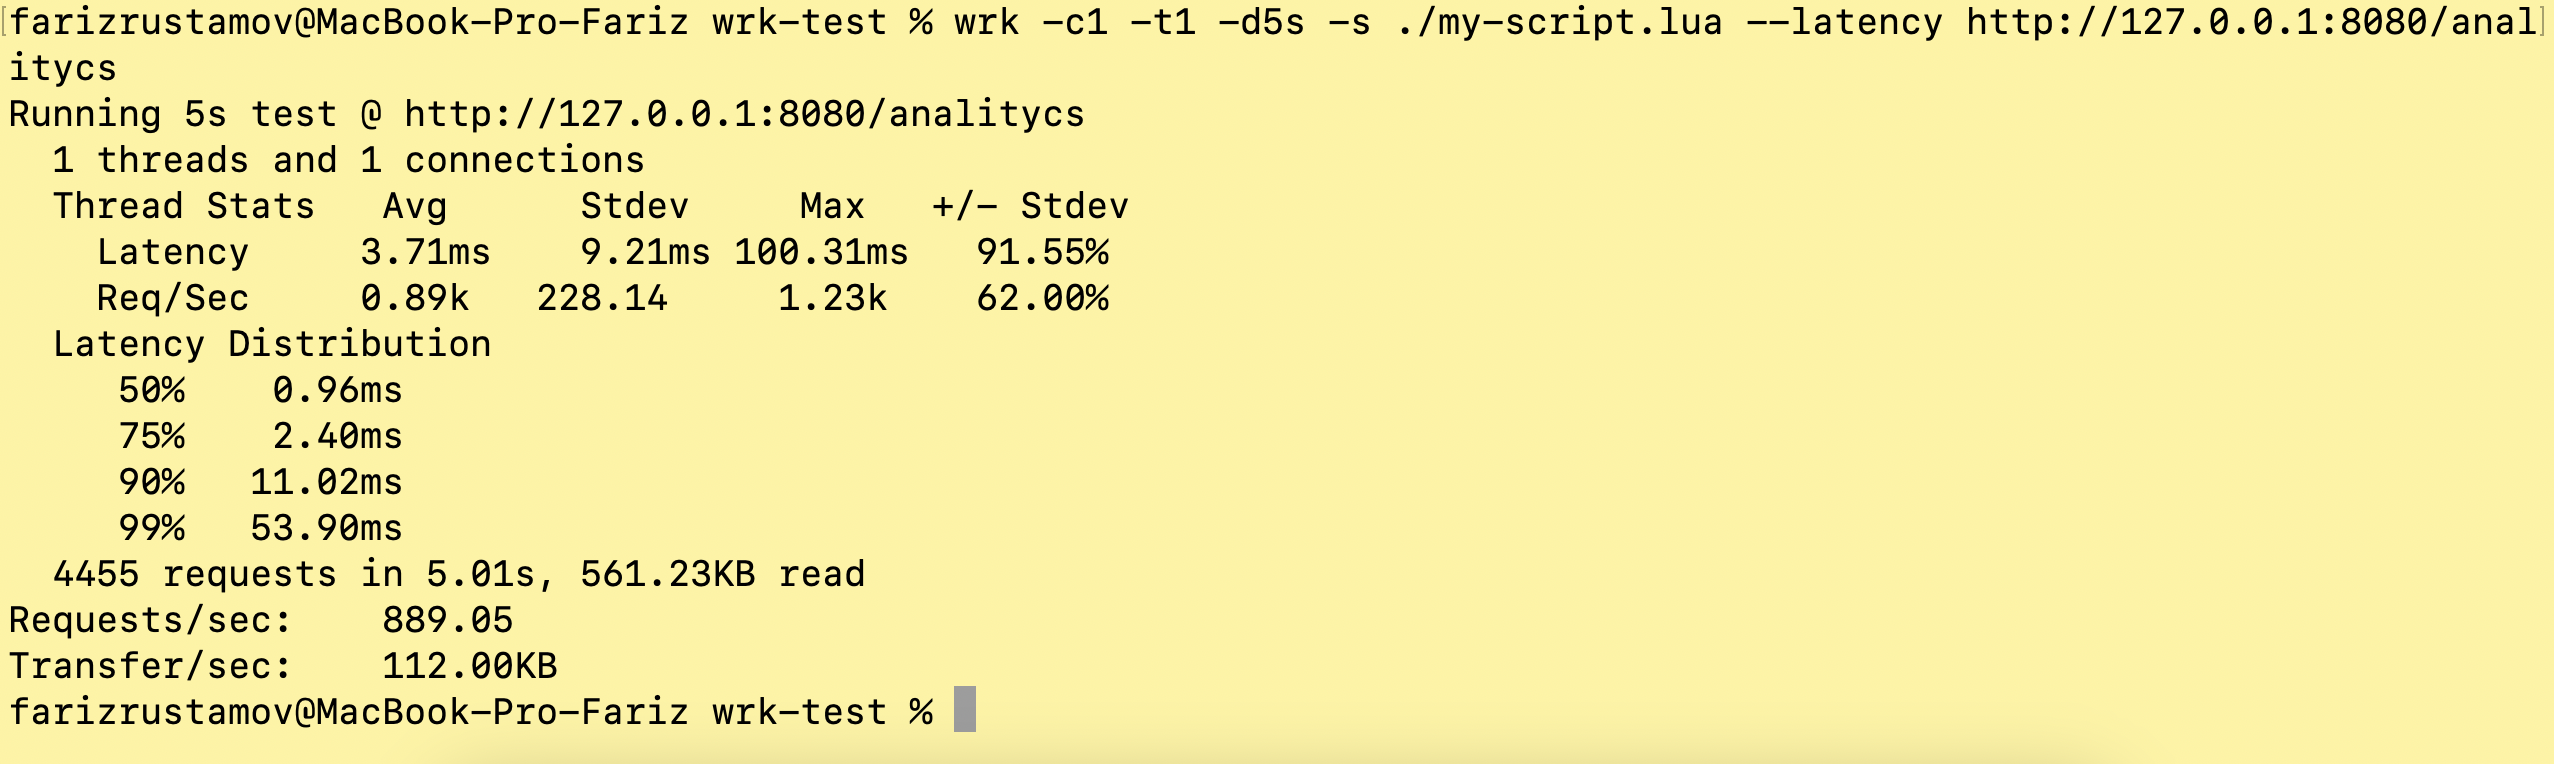 farizrustamov@MacBook-Pro-Fariz wrk-test % wrk -c1 -t1 -d5s -s ./my-script.lua --latency http://127.0.0.1:8080/anal
itycs
Running 5s test @ http://127.0.0.1:8080/analitycs
  1 threads and 1 connections
  Thread Stats   Avg      Stdev     Max   +/- Stdev
    Latency     3.71ms    9.21ms 100.31ms   91.55%
    Req/Sec     0.89k   228.14     1.23k    62.00%
  Latency Distribution
     50%    0.96ms
     75%    2.40ms
     90%   11.02ms
     99%   53.90ms
  4455 requests in 5.01s, 561.23KB read
Requests/sec:    889.05
Transfer/sec:    112.00KB
farizrustamov@MacBook-Pro-Fariz wrk-test %